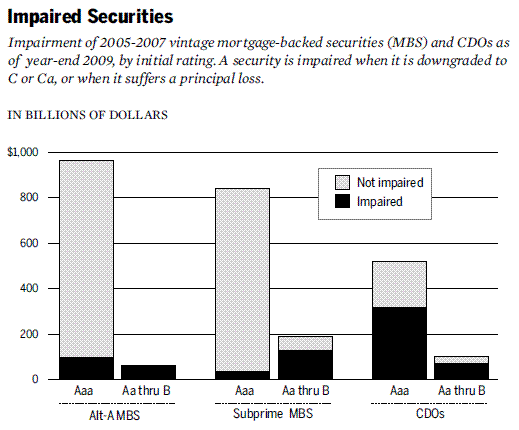 Impaired Securities
Impairment of 2005-2007 vintage mortgage-backed securities (MBS) and CDOs as
of year-end 2009, by initial rating. A security is impaired when it is downgraded to
C or Ca, or when it suffers a principal loss.
IN BILLIONS OF DOLLARS
$1,000
800
600
400
200
0
Not impaired
Impaired
Aaa Aa thru B Aaa Aa thru B Aaa Aa thru B
Alt-A MBS Subprime MBS CDOs